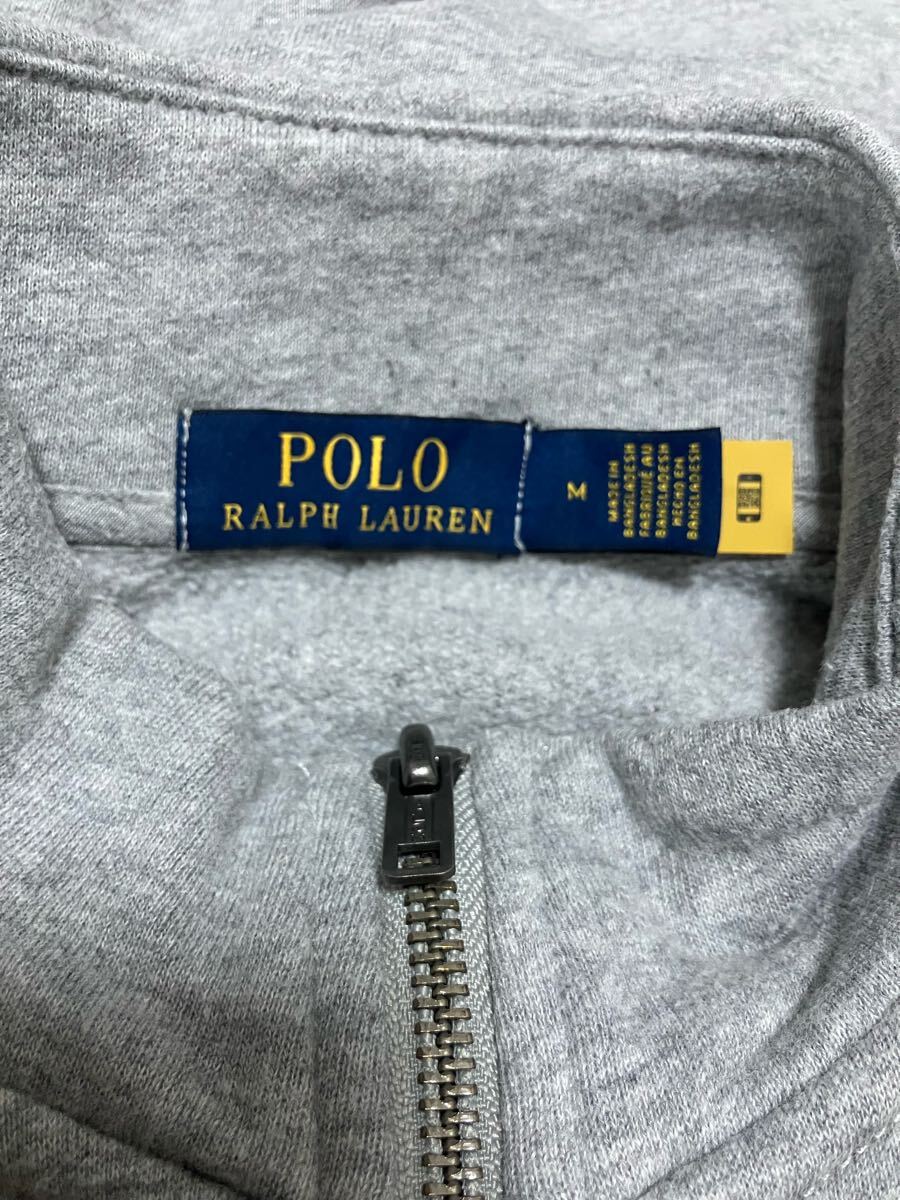 POLO
RALPH LAUREN
M
MADE IN
BANGLADESH
FABRIQUÉ AU
BANGLADESH
HECHO EN
BANGLADESH